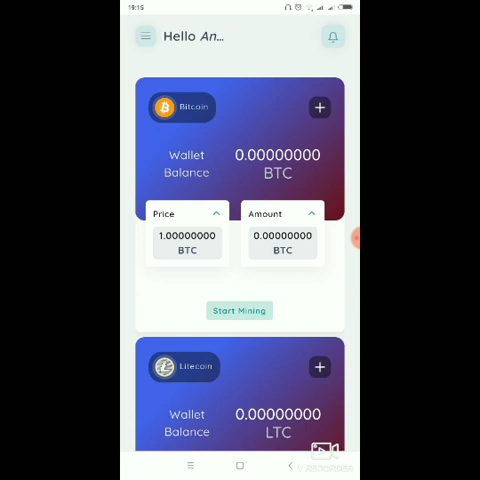 19:15
Hello An...
Bitcoin
Wallet Balance
0.00000000 BTC
Price
1.00000000 BTC
Amount
0.00000000 BTC
Start Mining
Litecoin
Wallet Balance
0.00000000 LTC
V RECORDER